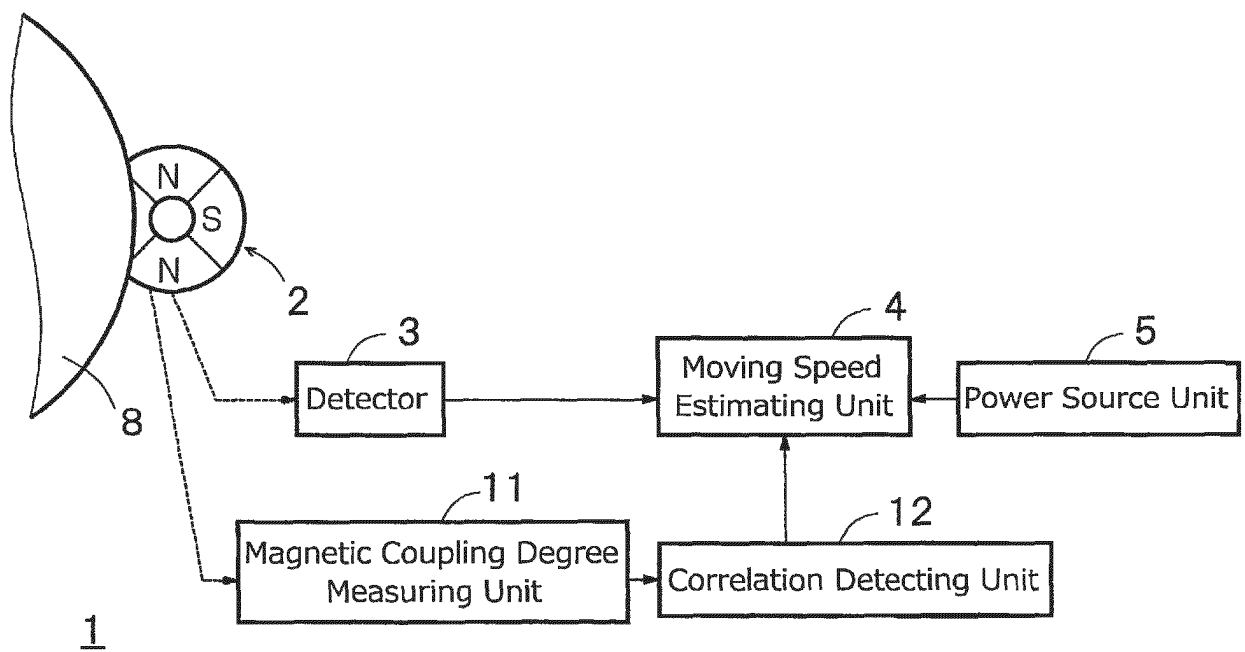 N
S
N
2
8
3
Detector
4
Moving Speed
Estimating Unit
5
Power Source Unit
11
Magnetic Coupling Degree
Measuring Unit
12
Correlation Detecting Unit
1